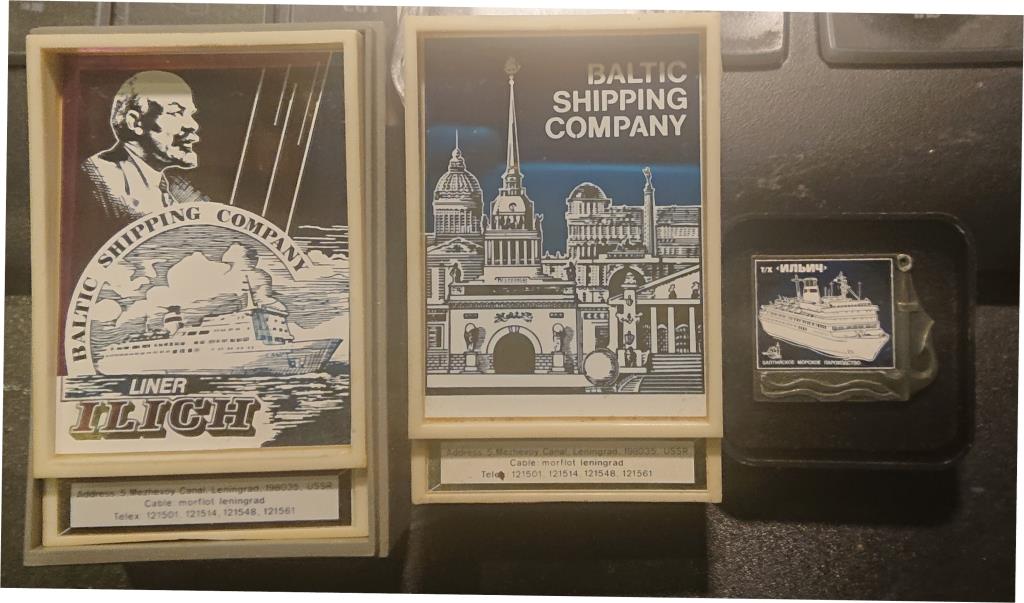 BALTIC SHIPPING COMPANY
LINER
ILICH
Address: 5, Mezhevoy Canal, Leningrad, 198035, USSR
Cable: morflot leningrad
Telex: 121501, 121514, 121548, 121561
BALTIC
SHIPPING
COMPANY
Address: 5, Mezhevoy Canal, Leningrad, 198035, USSR
Cable: morflot leningrad
Telex: 121501, 121514, 121548, 121561
Т/Х «ИЛЬИЧ»
БАЛТИЙСКОЕ МОРСКОЕ ПАРОХОДСТВО